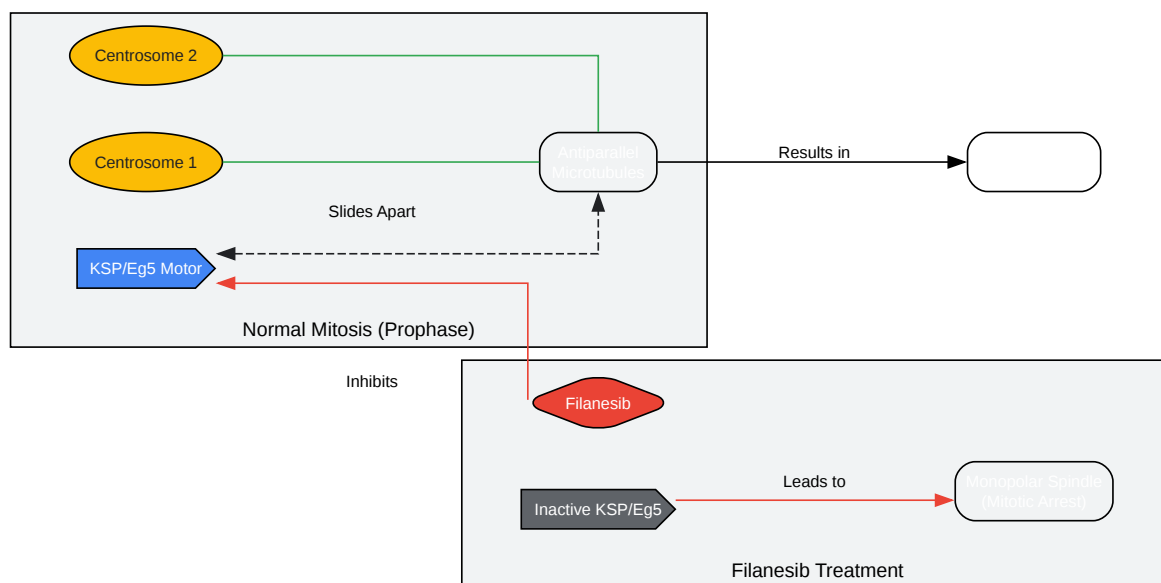 Centrosome 2
Centrosome 1
Antiparallel
Microtubules
Results in
Slides Apart
KSP/Eg5 Motor
Normal Mitosis (Prophase)
Inhibits
Filanesib
Leads to
Monopolar Spindle
(Mitotic Arrest)
Inactive KSP/Eg5
Filanesib Treatment